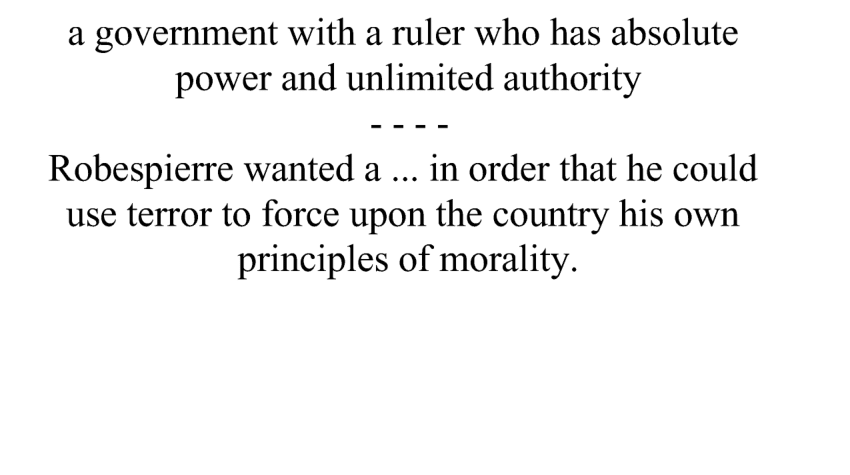 a government with a ruler who has absolute
power and unlimited authority
- - - -
Robespierre wanted a ... in order that he could
use terror to force upon the country his own
principles of morality.